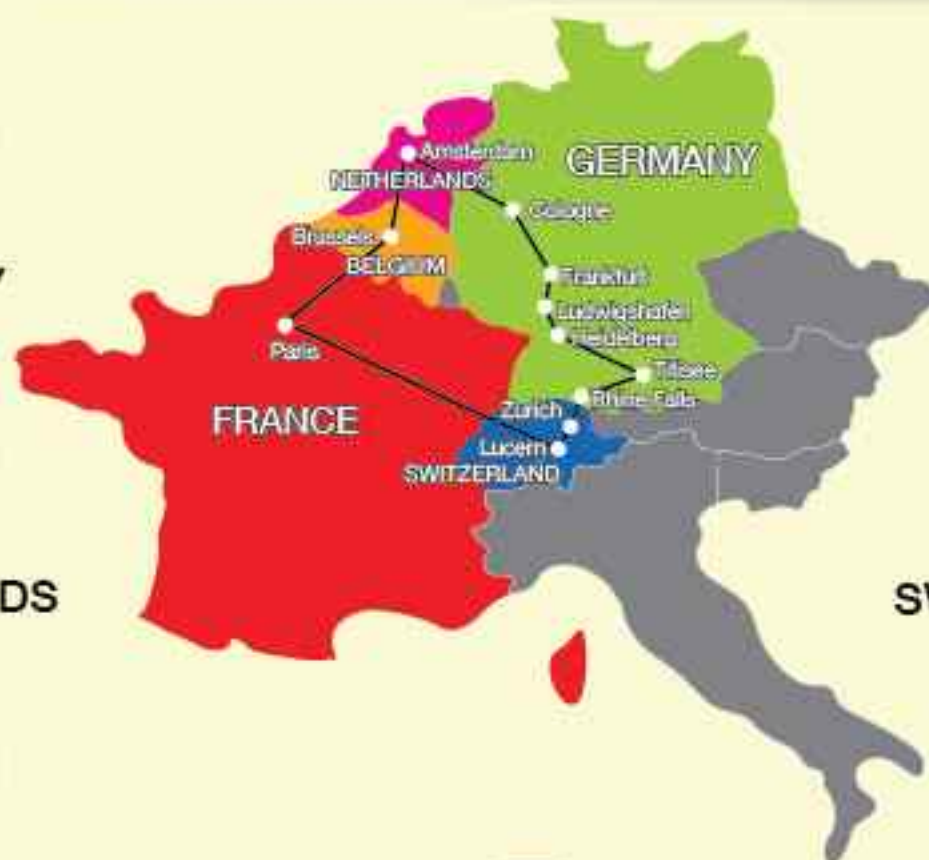 Amsterdam
GERMANY
NETHERLANDS
Cologne
Brussels
BELGIUM
Frankfurt
Ludwigshafen
Heidelberg
Paris
Titisee
Rhine Falls
Zurich
FRANCE
Lucern
SWITZERLAND
DS
SW